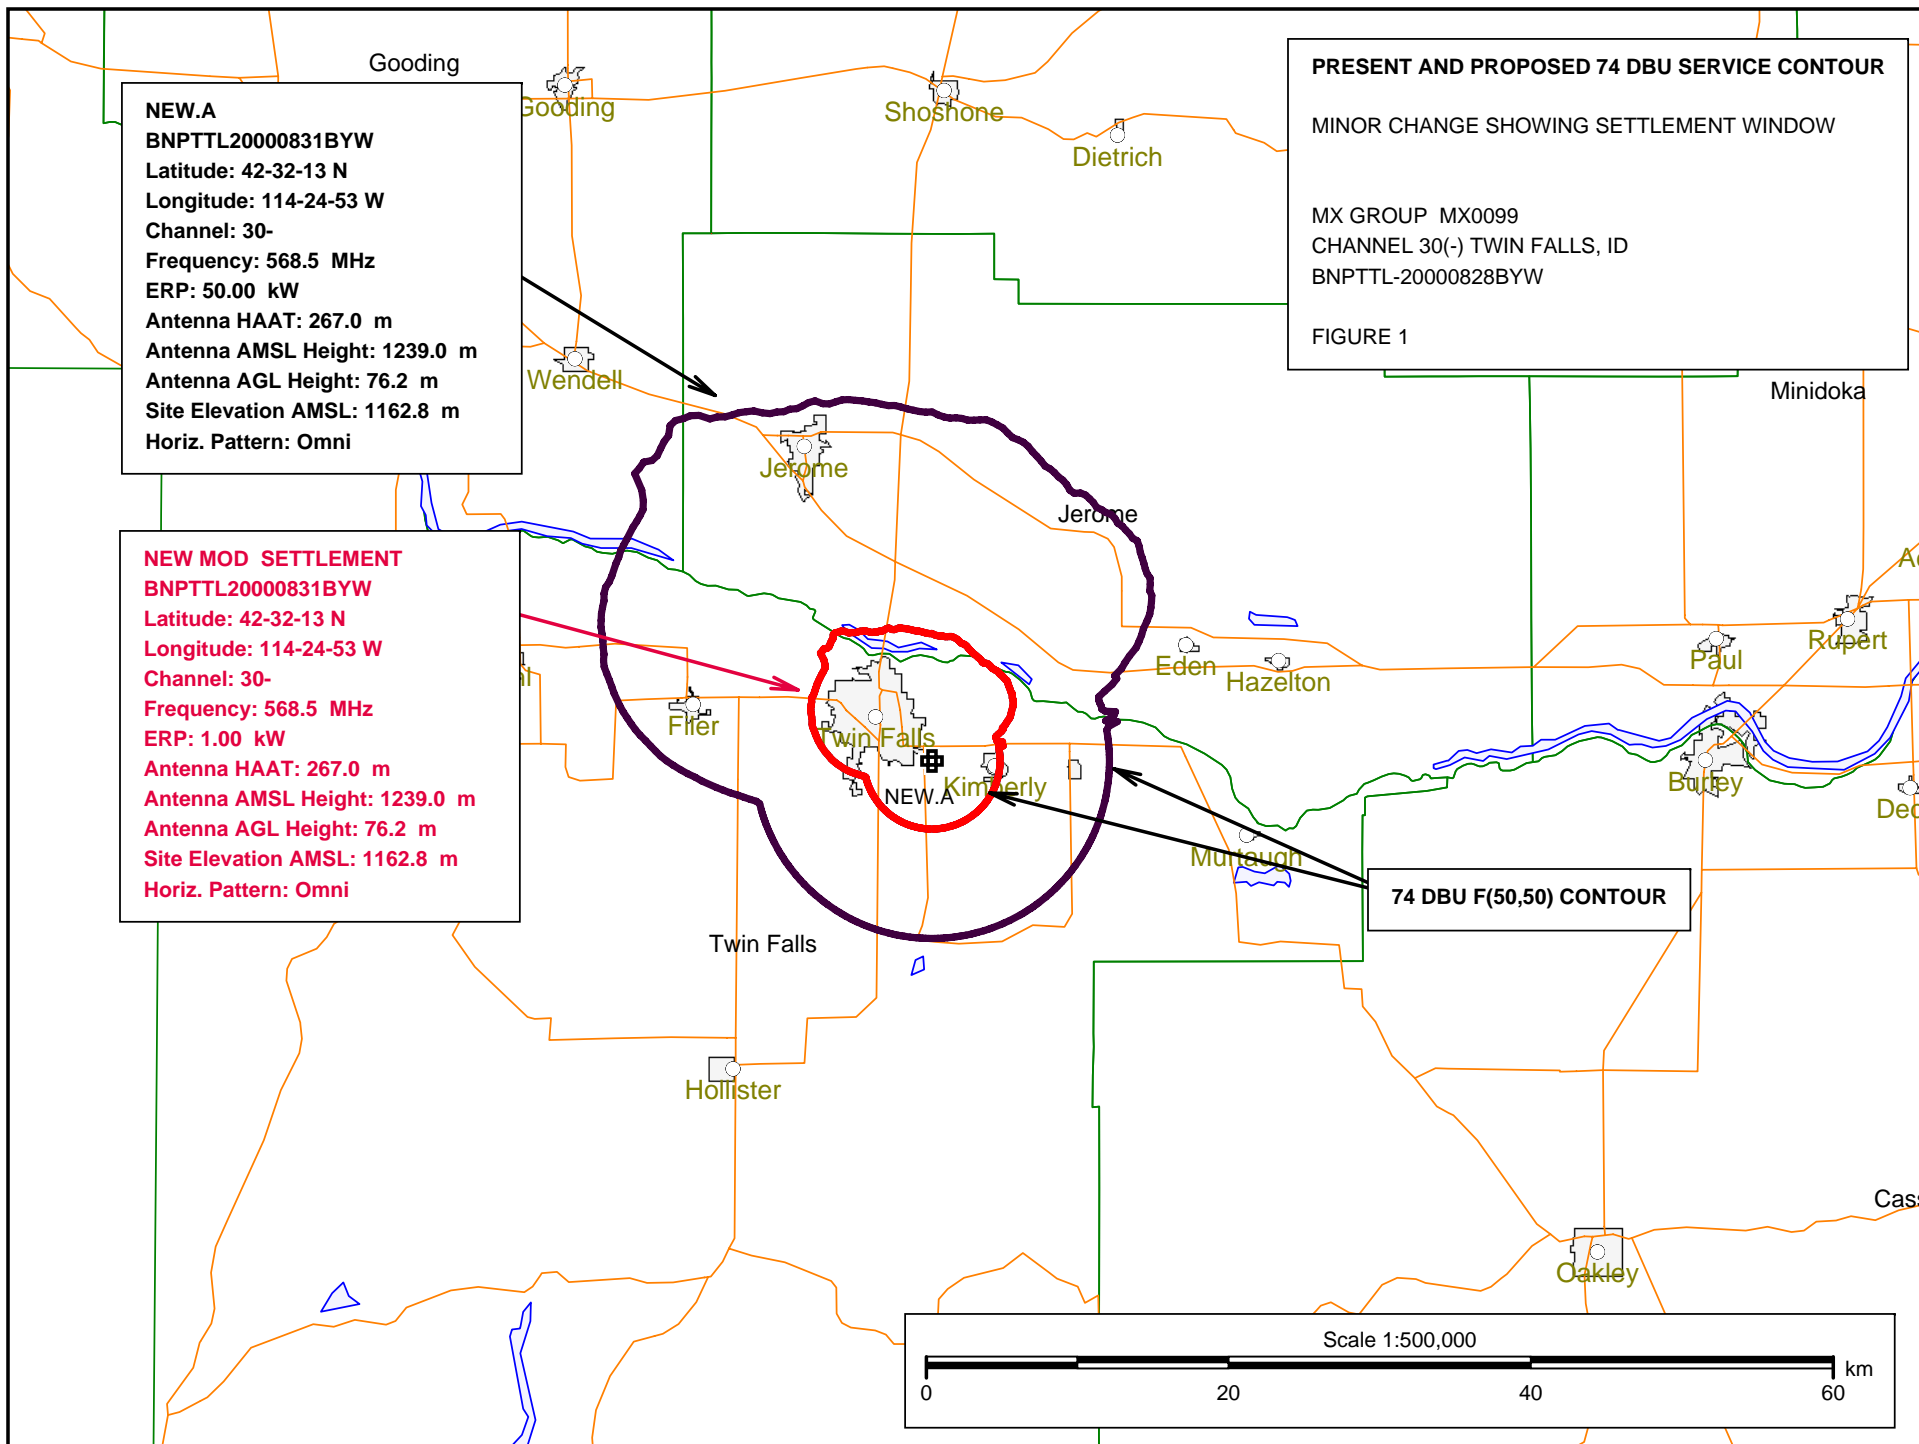 Gooding
NEW.A
BNPTTL20000831BYW
Latitude: 42-32-13 N
Longitude: 114-24-53 W
Channel: 30-
Frequency: 568.5 MHz
ERP: 50.00 kW
Antenna HAAT: 267.0 m
Antenna AMSL Height: 1239.0 m
Antenna AGL Height: 76.2 m
Site Elevation AMSL: 1162.8 m
Horiz. Pattern: Omni
PRESENT AND PROPOSED 74 DBU SERVICE CONTOUR
MINOR CHANGE SHOWING SETTLEMENT WINDOW
MX GROUP MX0099
CHANNEL 30(-) TWIN FALLS, ID
BNPTTL-20000828BYW
FIGURE 1
Gooding
Shoshone
Dietrich
Wendell
Minidoka
Jerome
Jerome
NEW MOD SETTLEMENT
BNPTTL20000831BYW
Latitude: 42-32-13 N
Longitude: 114-24-53 W
Channel: 30-
Frequency: 568.5 MHz
ERP: 1.00 kW
Antenna HAAT: 267.0 m
Antenna AMSL Height: 1239.0 m
Antenna AGL Height: 76.2 m
Site Elevation AMSL: 1162.8 m
Horiz. Pattern: Omni
Eden
Hazelton
Paul
Rupert
Filer
Twin Falls
Kimberly
NEW.A
Burley
Murtaugh
74 DBU F(50,50) CONTOUR
Twin Falls
Hollister
Oakley
Scale 1:500,000
km
0 20 40 60